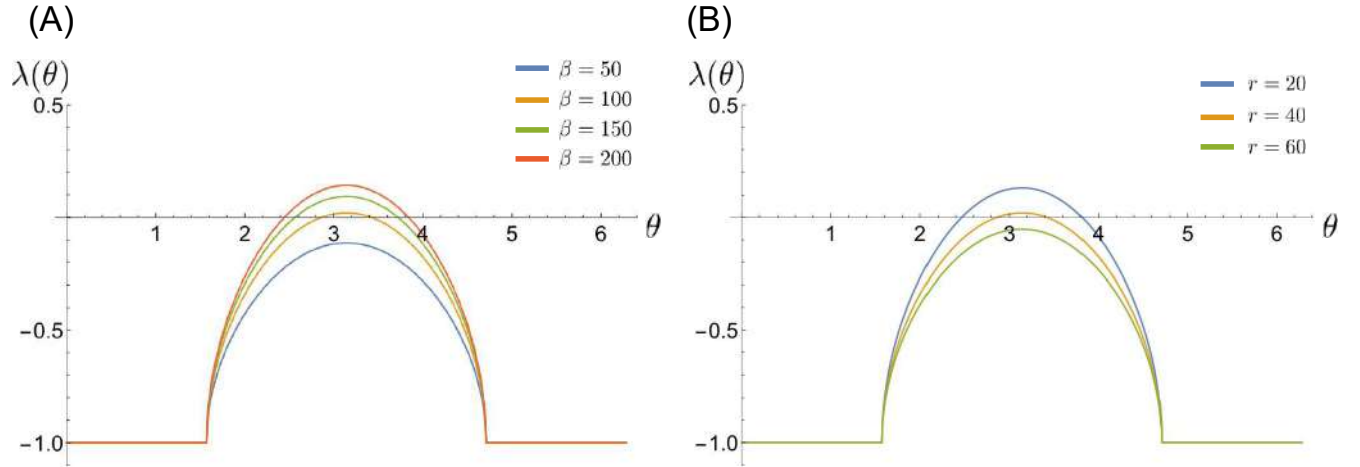 (A)
λ(θ)
β = 50
β = 100
β = 150
β = 200
0.5
1 2 3 4 5 6 θ
−0.5
−1.0
(B)
λ(θ)
r = 20
r = 40
r = 60
0.5
1 2 3 4 5 6 θ
−0.5
−1.0